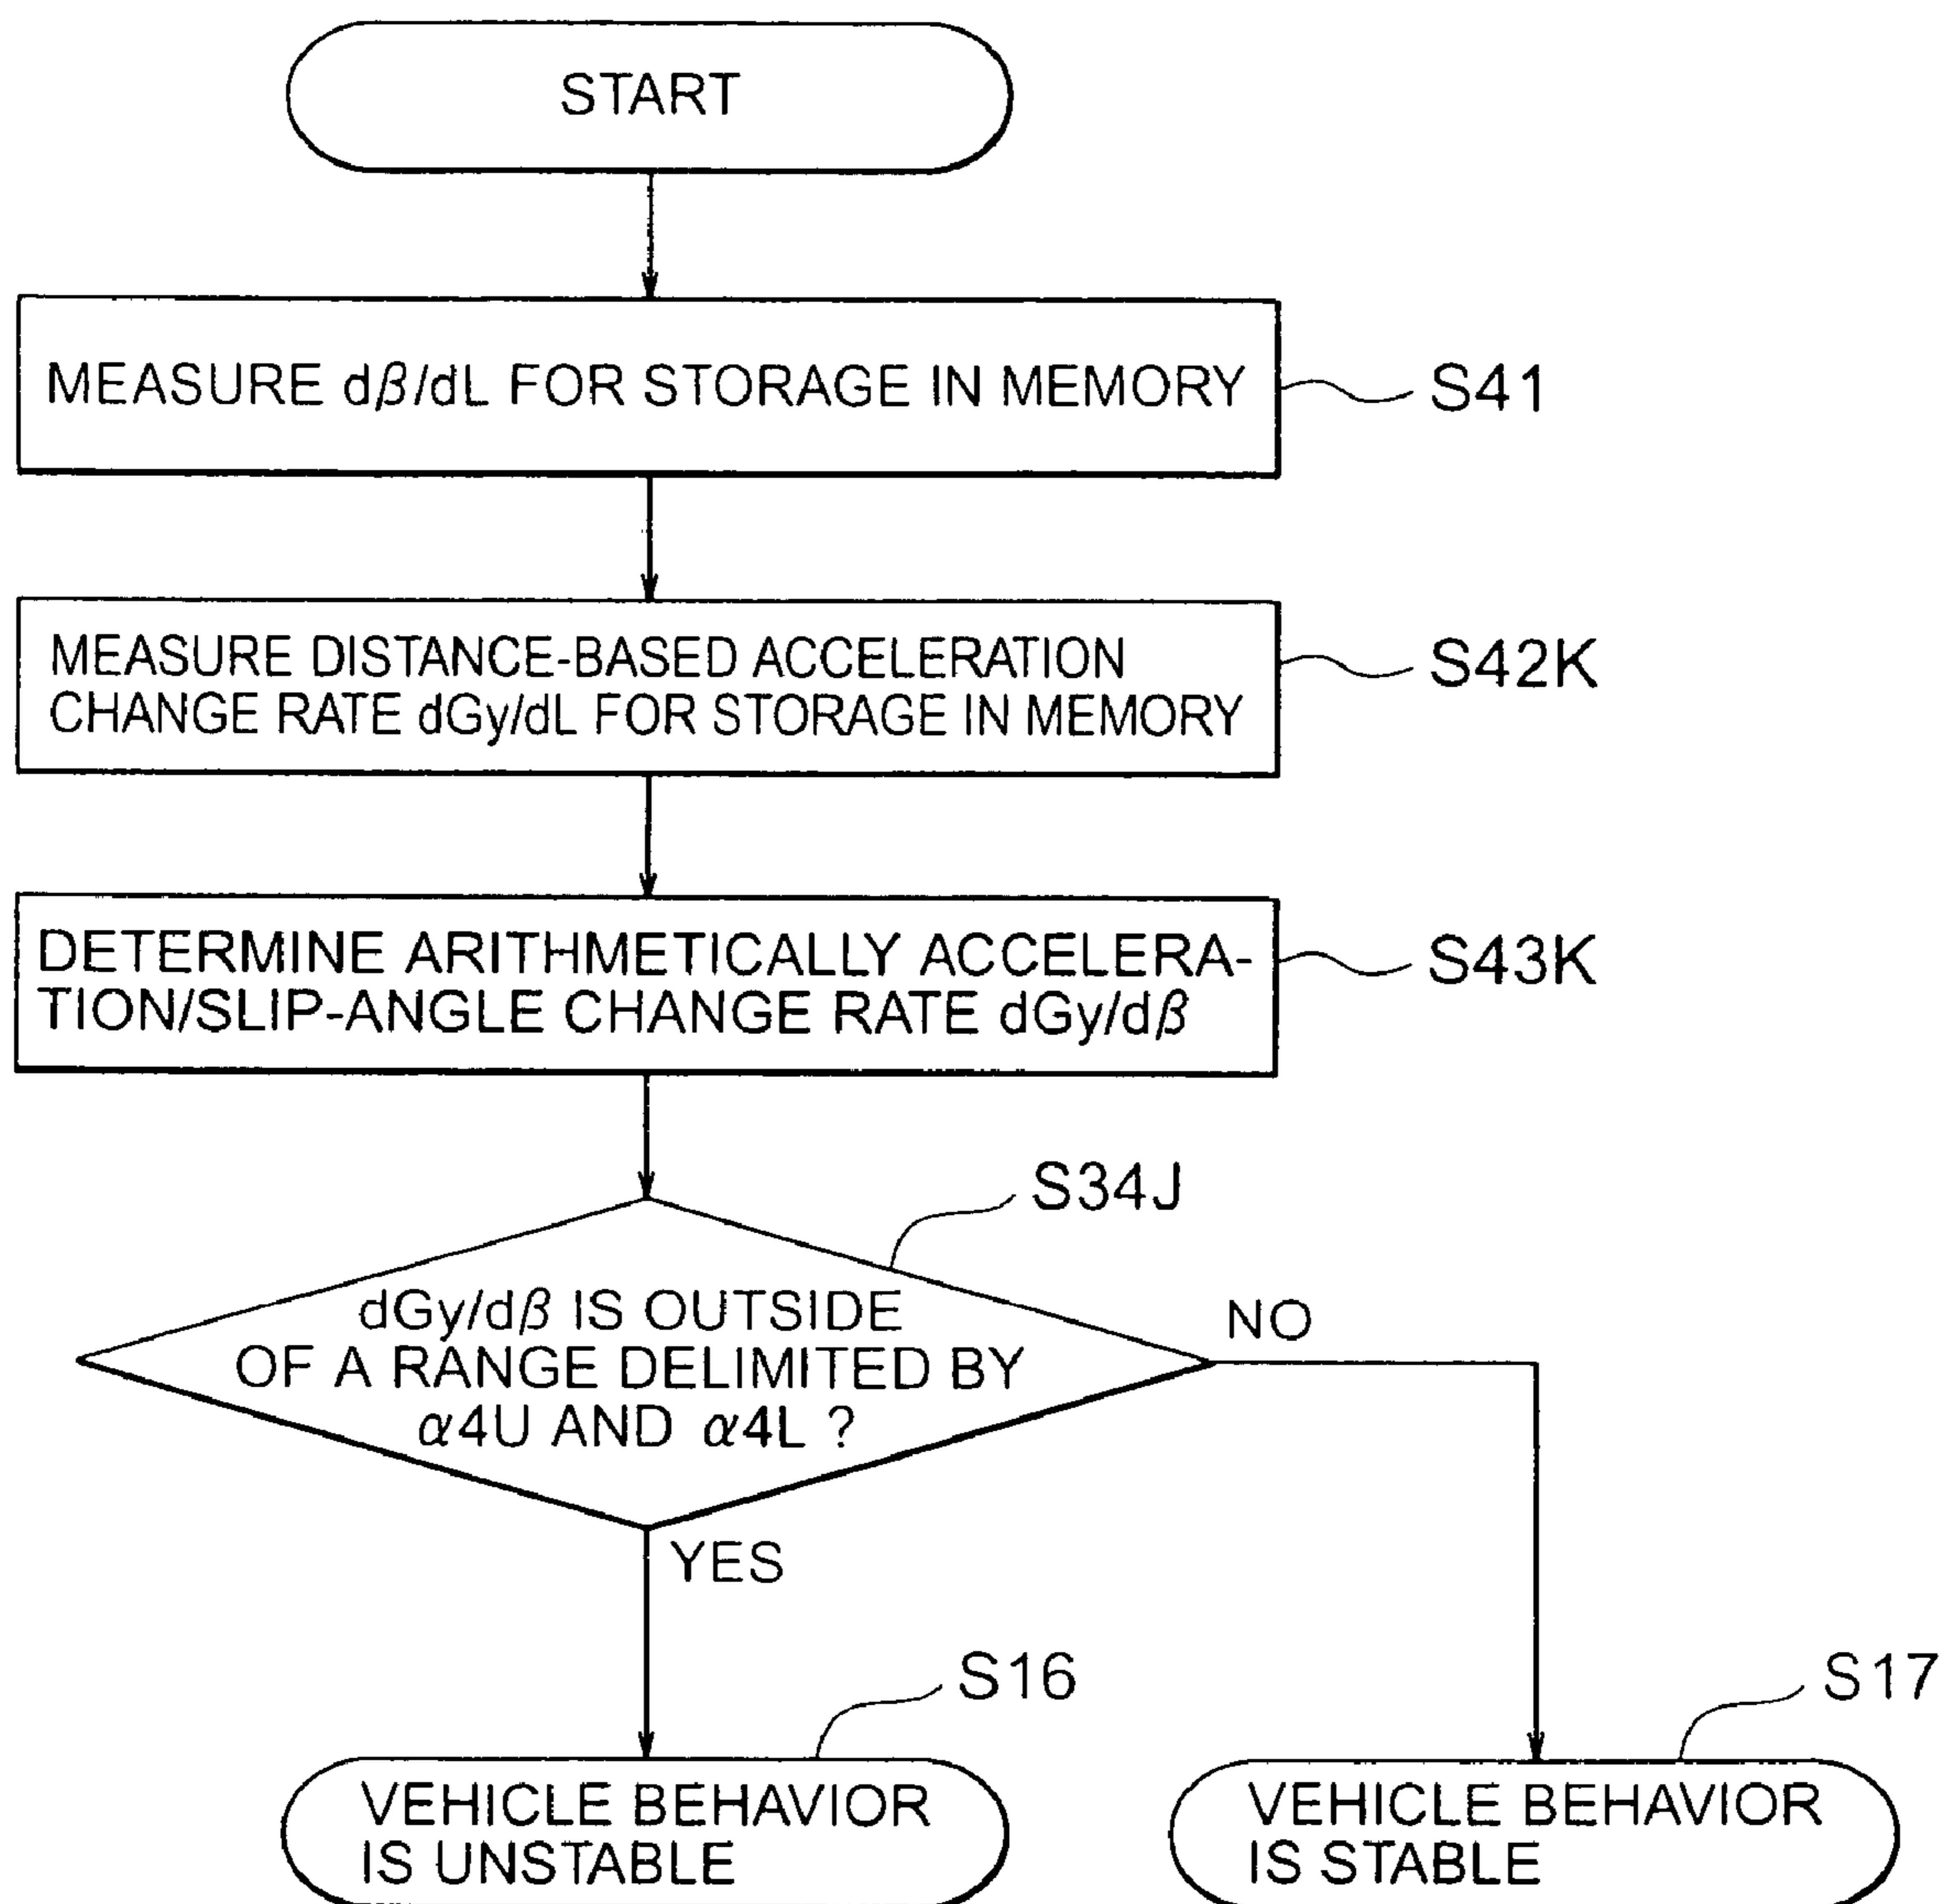 START
MEASURE dβ/dL FOR STORAGE IN MEMORY
S41
MEASURE DISTANCE-BASED ACCELERATION
CHANGE RATE dGy/dL FOR STORAGE IN MEMORY
S42K
DETERMINE ARITHMETICALLY ACCELERA-
TION/SLIP-ANGLE CHANGE RATE dGy/dβ
S43K
S34J
dGy/dβ IS OUTSIDE
OF A RANGE DELIMITED BY
α4U AND α4L ?
NO
YES
S16
S17
VEHICLE BEHAVIOR
IS UNSTABLE
VEHICLE BEHAVIOR
IS STABLE